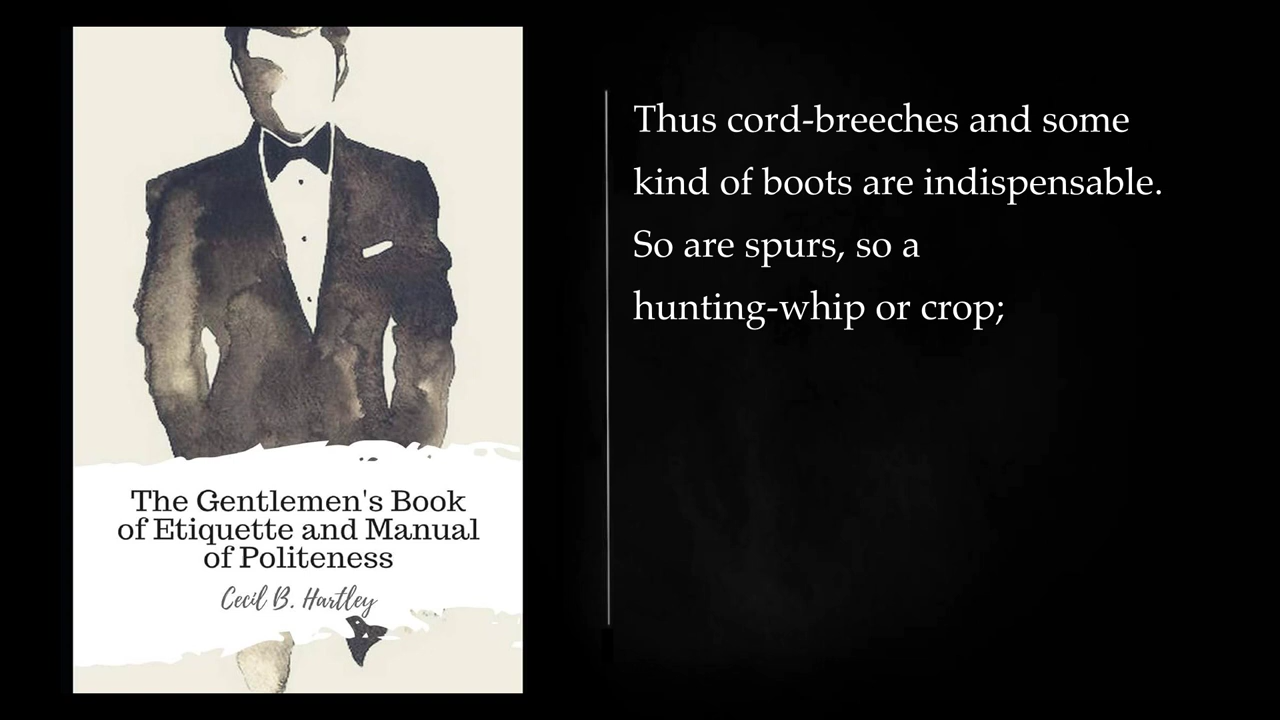 The Gentlemen's Book
of Etiquette and Manual
of Politeness
Cecil B. Hartley
Thus cord-breeches and some
kind of boots are indispensable.
So are spurs, so a
hunting-whip or crop;